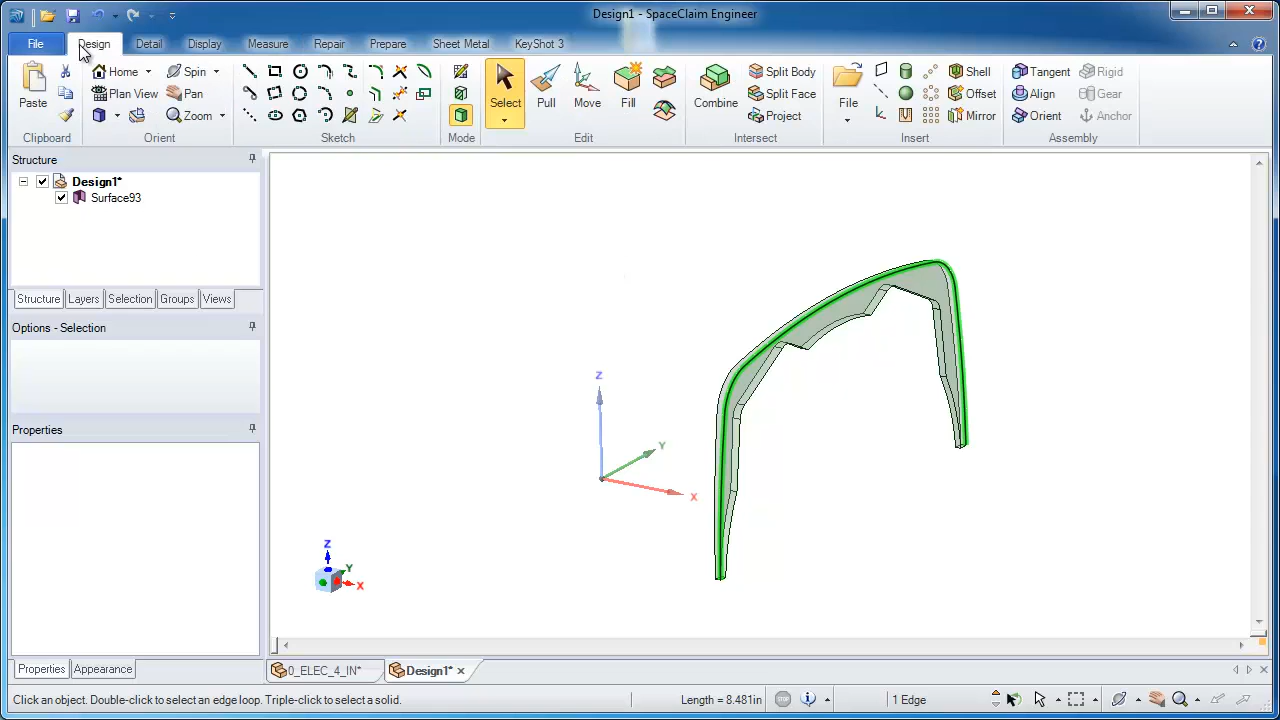 Design1 - SpaceClaim Engineer
File Design Detail Display Measure Repair Prepare Sheet Metal KeyShot 3
Home Spin Split Body Shell Tangent Rigid
Plan View Pan Split Face Offset Align Gear
Paste Select Pull Move Fill Combine File
Zoom Project Mirror Orient Anchor
Clipboard Orient Sketch Mode Edit Intersect Insert Assembly
Structure
Design1*
Surface93
Structure Layers Selection Groups Views
Options - Selection
Properties
Z
Y
X
Z
Y
X
Properties Appearance
0_ELEC_4_IN* Design1*
Click an object. Double-click to select an edge loop. Triple-click to select a solid. Length = 8.481in 1 Edge